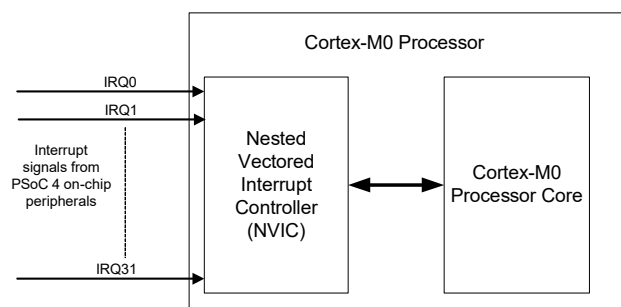 Cortex-M0 Processor
IRQ0
IRQ1
Interrupt
signals from
PSoC 4 on-chip
peripherals
IRQ31
Nested
Vectored
Interrupt
Controller
(NVIC)
Cortex-M0
Processor Core